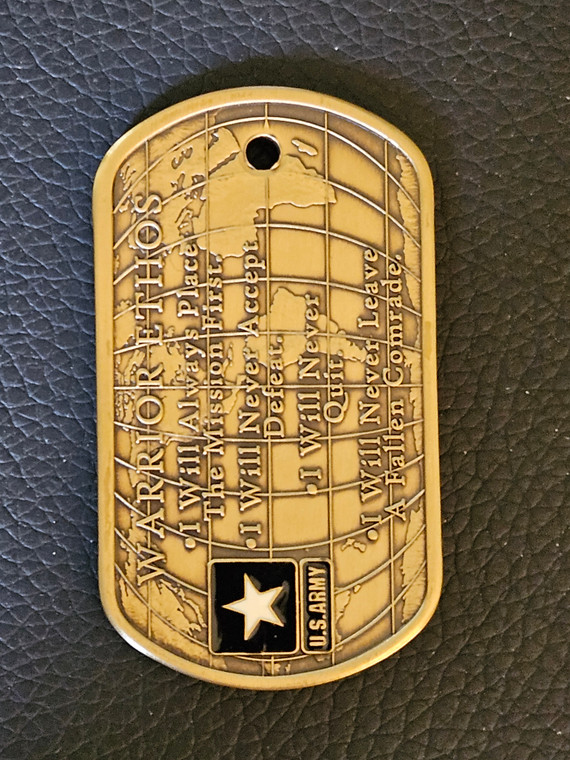 WARRIOR ETHOS
•I Will Always Place
The Mission First.
•I Will Never Accept
Defeat.
•I Will Never
Quit.
•I Will Never Leave
A Fallen Comrade.
U.S.ARMY